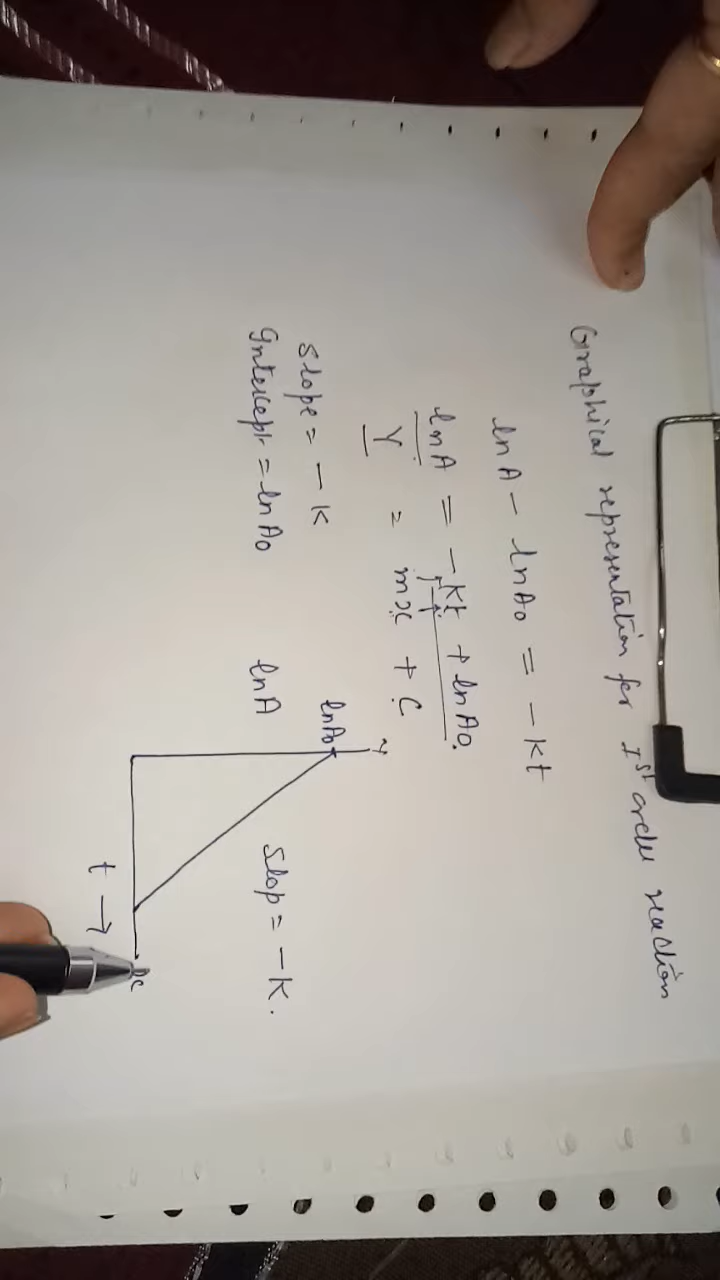 Graphical representation for Ist order reaction
ln A - ln A0 = - Kt
ln A = - Kt + ln A0.
Y = mx + C
Slope = - K
Intercept = ln A0
Y
ln A0
ln A
Slop = - K.
t →
x